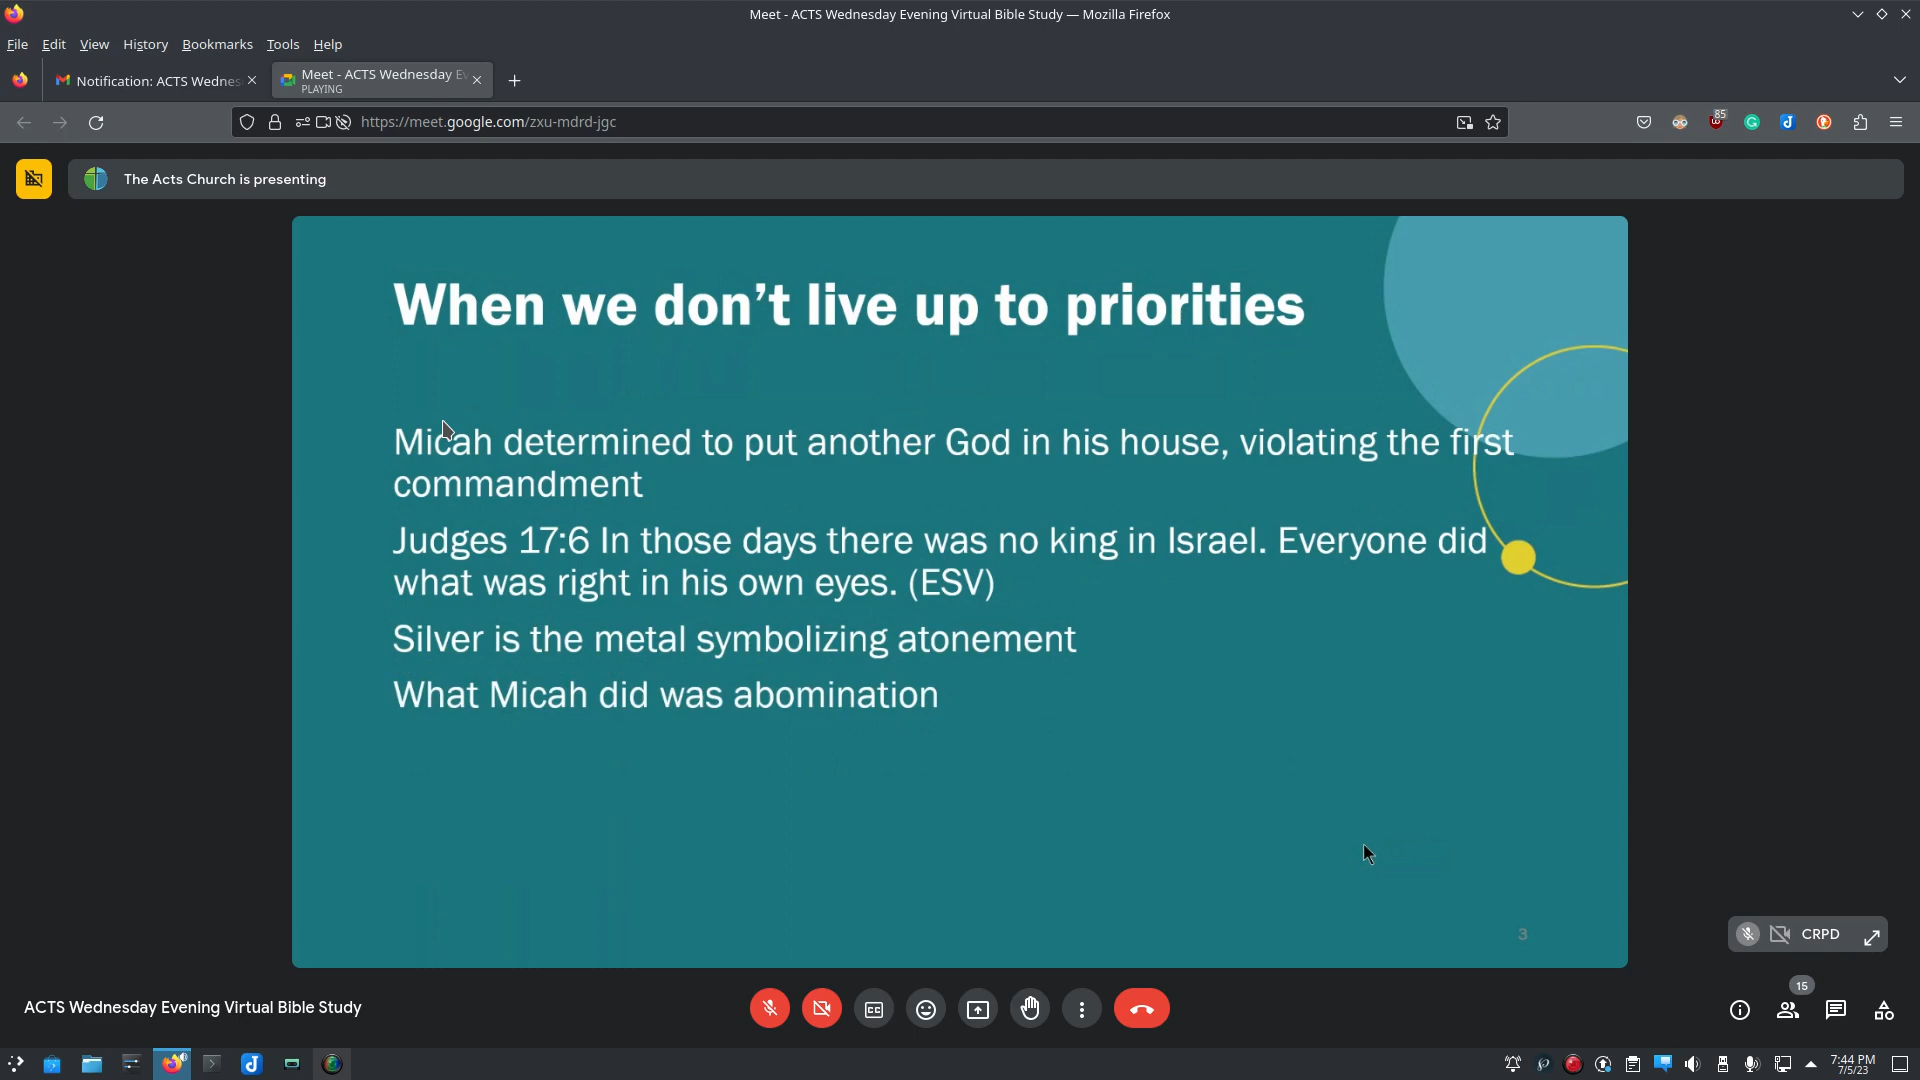 Meet - ACTS Wednesday Evening Virtual Bible Study — Mozilla Firefox
File Edit View History Bookmarks Tools Help
Notification: ACTS Wednes
Meet - ACTS Wednesday Ev
PLAYING
https://meet.google.com/zxu-mdrd-jgc
85
The Acts Church is presenting
When we don’t live up to priorities
Micah determined to put another God in his house, violating the first
commandment
Judges 17:6 In those days there was no king in Israel. Everyone did
what was right in his own eyes. (ESV)
Silver is the metal symbolizing atonement
What Micah did was abomination
3
CRPD
15
ACTS Wednesday Evening Virtual Bible Study
7:44 PM
7/5/23